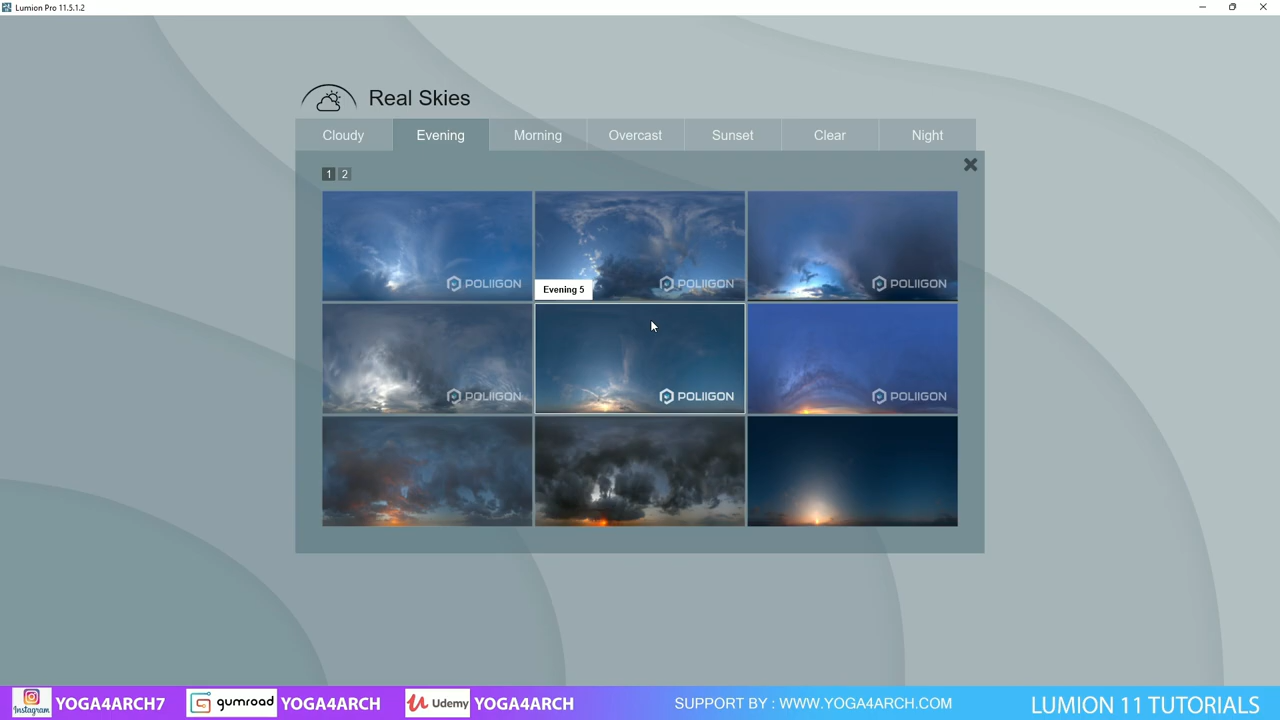 Lumion Pro 11.5.1.2
Real Skies
Cloudy Evening Morning Overcast Sunset Clear Night
1 2
POLIIGON POLIIGON POLIIGON
Evening 5
POLIIGON POLIIGON POLIIGON
Instagram YOGA4ARCH7 gumroad YOGA4ARCH Udemy YOGA4ARCH SUPPORT BY : WWW.YOGA4ARCH.COM LUMION 11 TUTORIALS